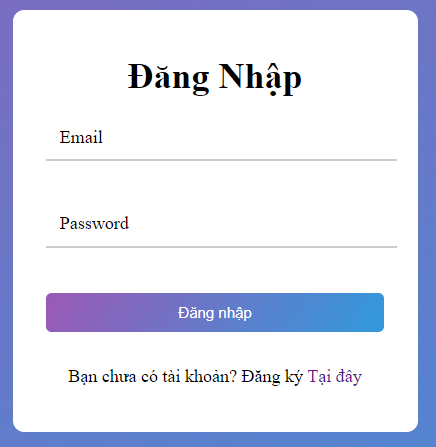 Đăng Nhập
Email
Password
Đăng nhập
Bạn chưa có tài khoản? Đăng ký Tại đây